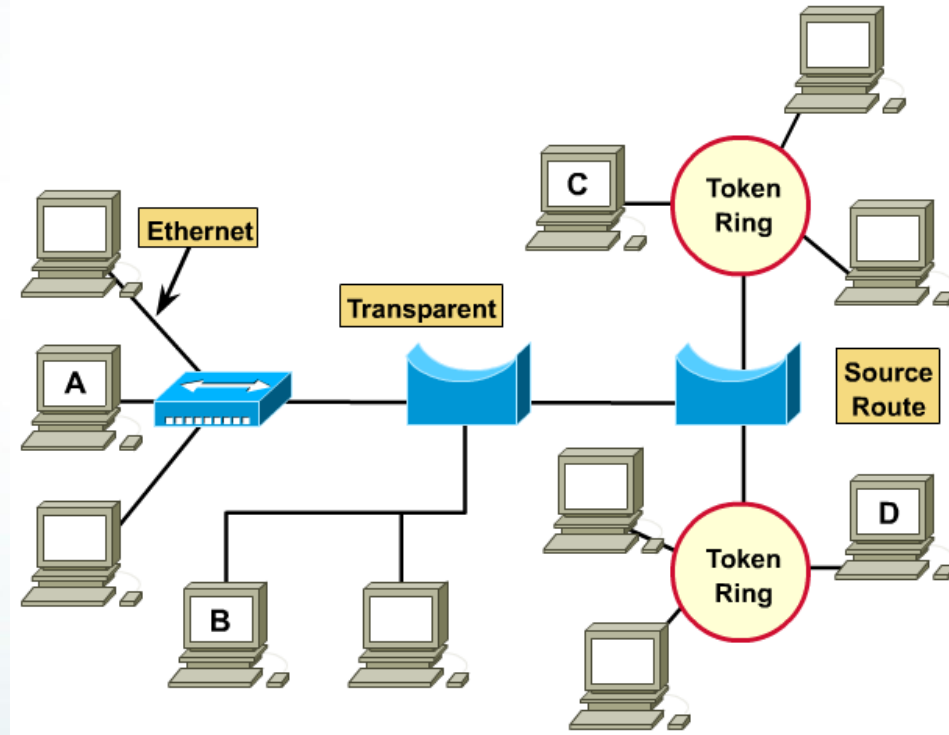 C
Token
Ring
Ethernet
Transparent
A
Source
Route
B
Token
Ring
D